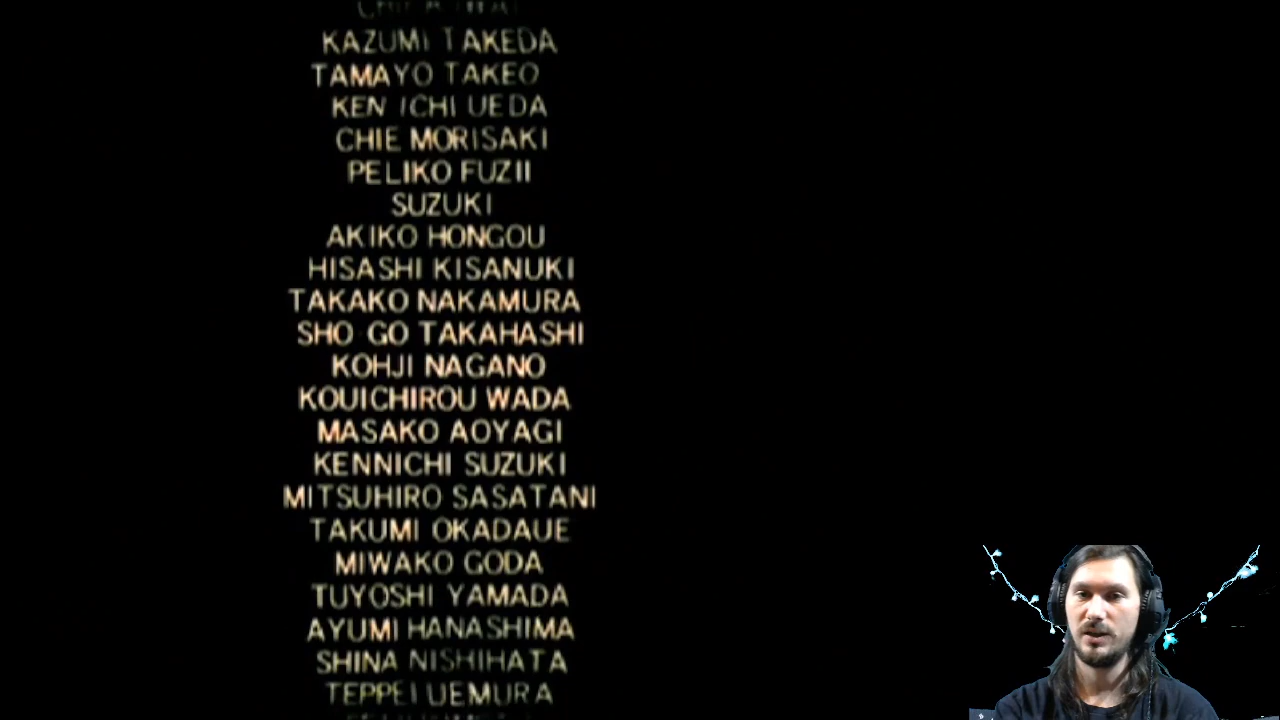 KAZUMI TAKEDA
TAMAYO TAKEO
KEN ICHI UEDA
CHIE MORISAKI
PELIKO FUZII
SUZUKI
AKIKO HONGOU
HISASHI KISANUKI
TAKAKO NAKAMURA
SHO GO TAKAHASHI
KOHJI NAGANO
KOUICHIROU WADA
MASAKO AOYAGI
KENNICHI SUZUKI
MITSUHIRO SASATANI
TAKUMI OKADAUE
MIWAKO GODA
TUYOSHI YAMADA
AYUMI HANASHIMA
SHINA NISHIHATA
TEPPEI UEMURA